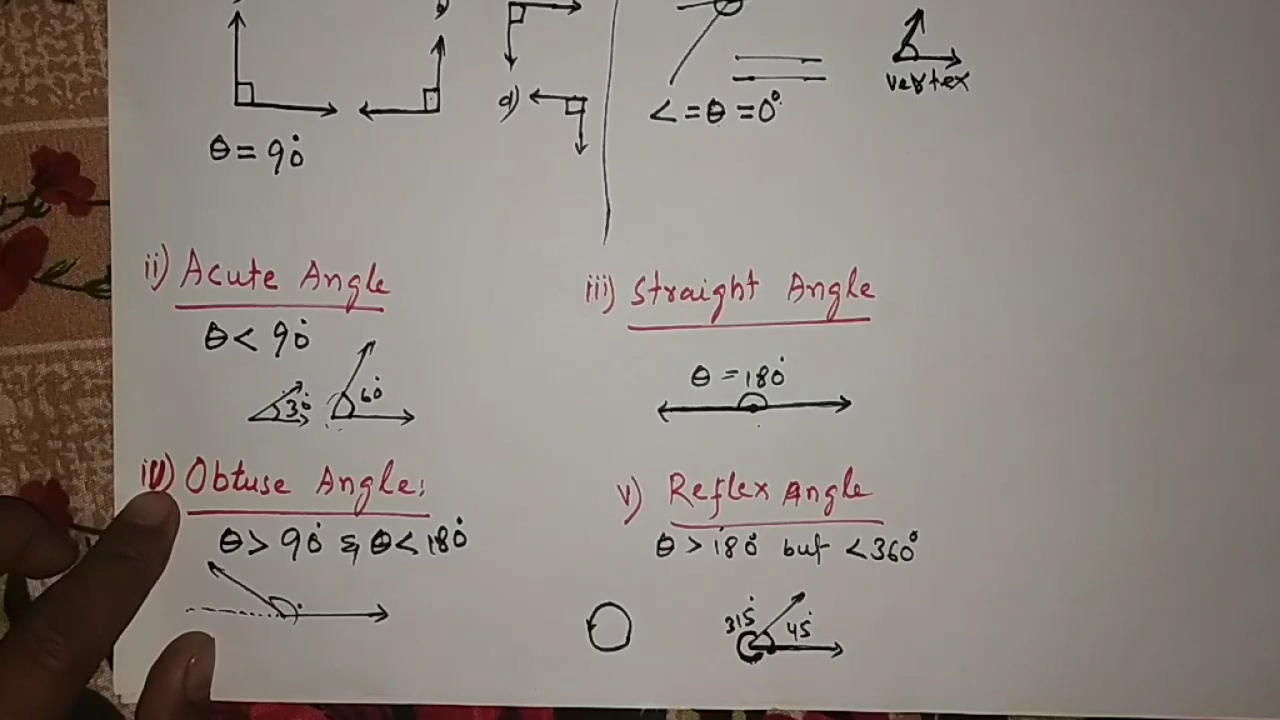 b)
d)
θ = 90°
∠ = θ = 0°
vertex
ii) Acute Angle
θ < 90°
30° 60°
iii) Straight Angle
θ = 180°
iv) Obtuse Angle:
θ > 90° & θ < 180°
v) Reflex Angle
θ > 180° but < 360°
315° 45°